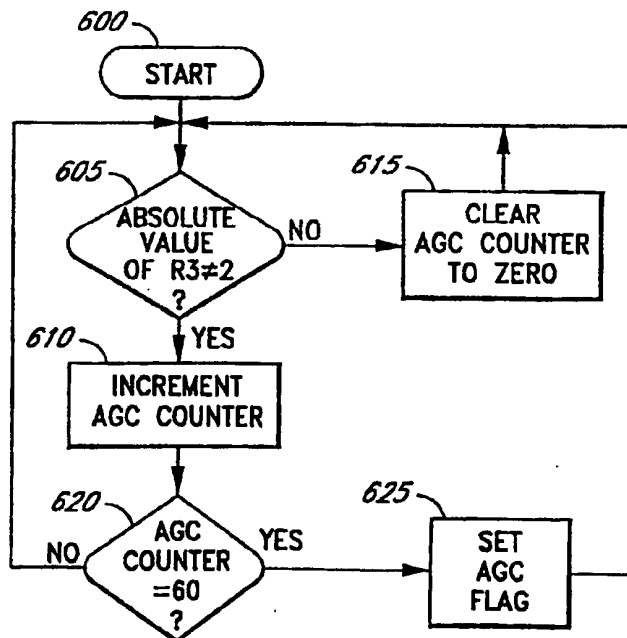 600
START
605
ABSOLUTE
VALUE
OF R3≠2
?
NO
615
CLEAR
AGC COUNTER
TO ZERO
YES
610
INCREMENT
AGC COUNTER
620
AGC
COUNTER
=60
?
NO
YES
625
SET
AGC
FLAG